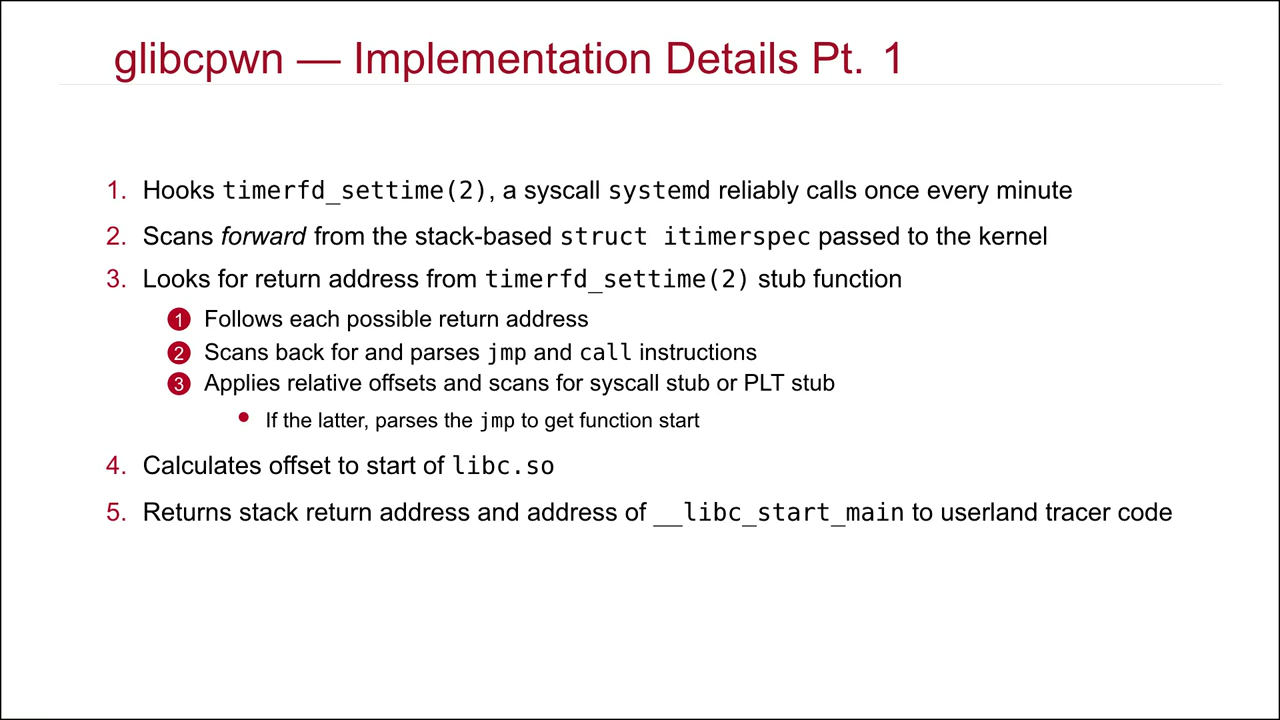 glibcpwn — Implementation Details Pt. 1
1. Hooks timerfd_settime(2), a syscall systemd reliably calls once every minute
2. Scans forward from the stack-based struct itimerspec passed to the kernel
3. Looks for return address from timerfd_settime(2) stub function
1 Follows each possible return address
2 Scans back for and parses jmp and call instructions
3 Applies relative offsets and scans for syscall stub or PLT stub
• If the latter, parses the jmp to get function start
4. Calculates offset to start of libc.so
5. Returns stack return address and address of __libc_start_main to userland tracer code